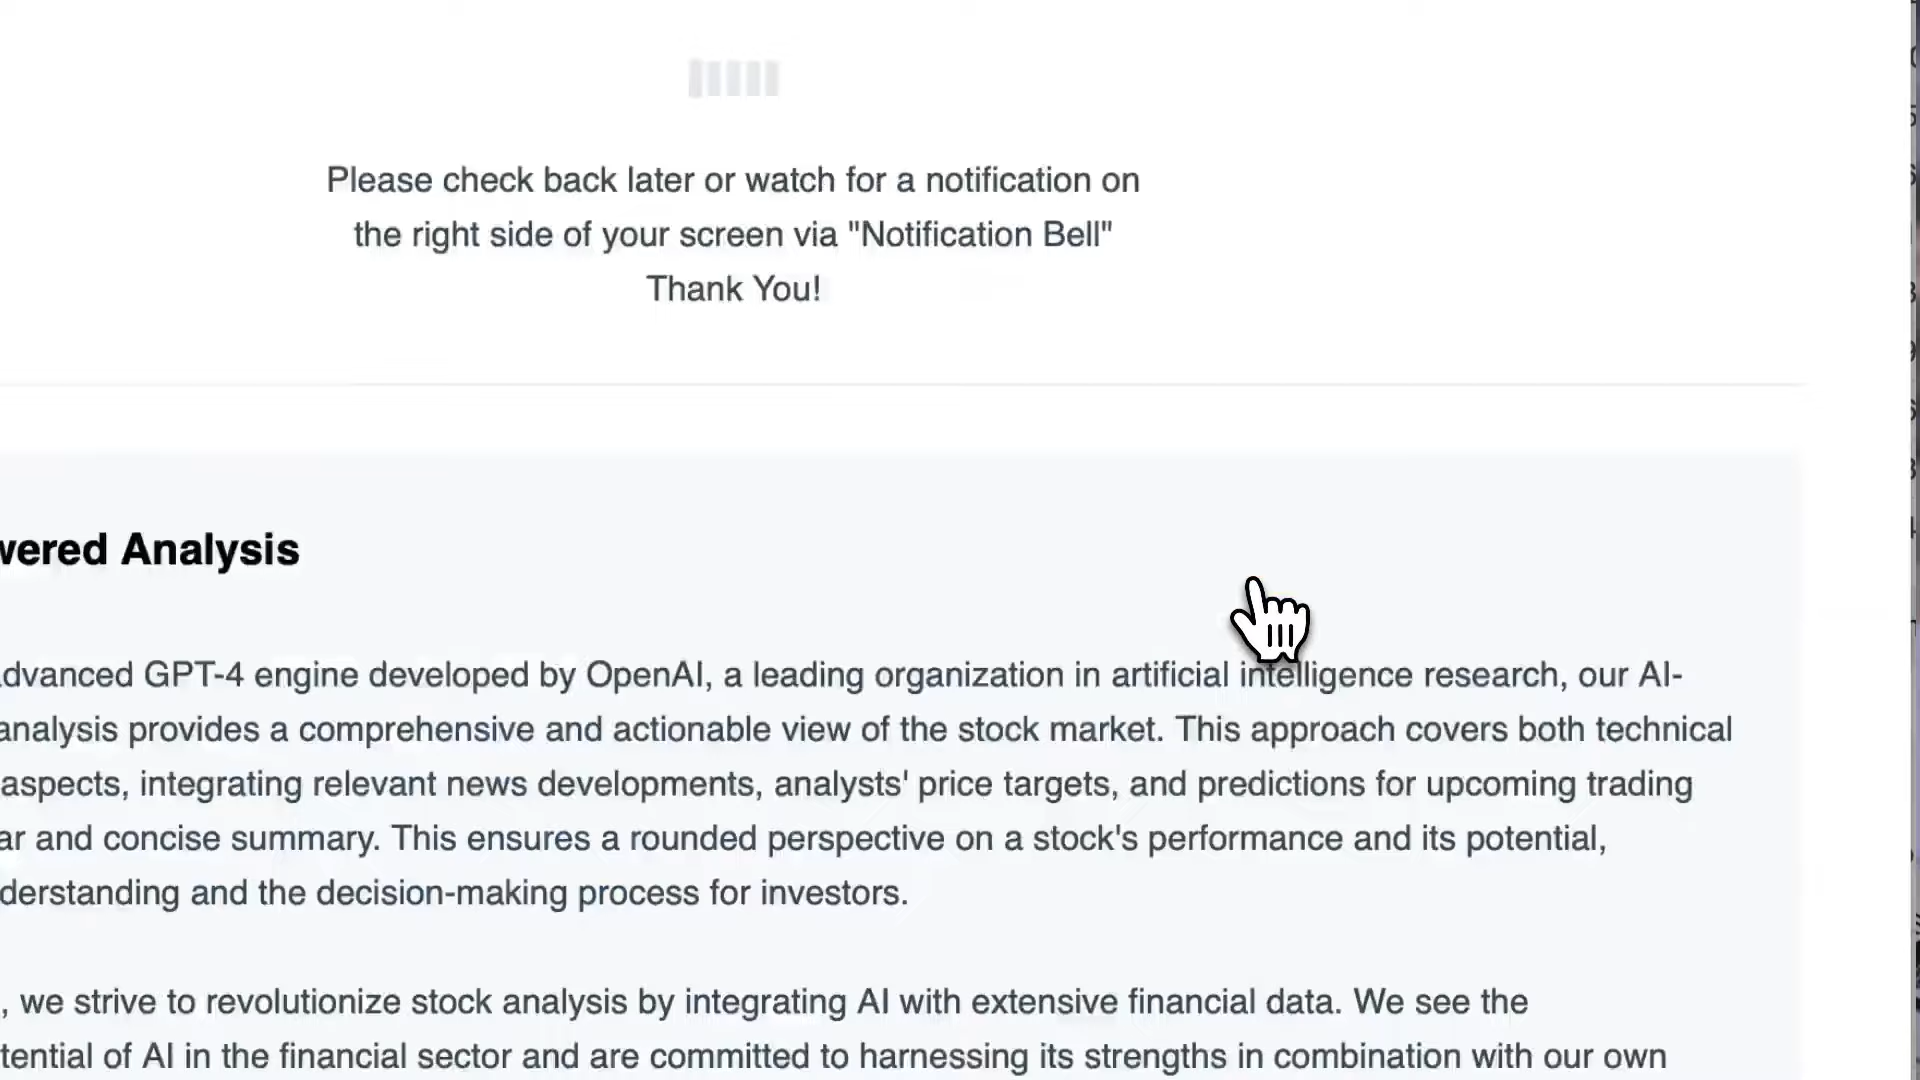 Please check back later or watch for a notification on
the right side of your screen via "Notification Bell"
Thank You!
wered Analysis
dvanced GPT-4 engine developed by OpenAI, a leading organization in artificial intelligence research, our AI-
analysis provides a comprehensive and actionable view of the stock market. This approach covers both technical
aspects, integrating relevant news developments, analysts' price targets, and predictions for upcoming trading
ar and concise summary. This ensures a rounded perspective on a stock's performance and its potential,
derstanding and the decision-making process for investors.
, we strive to revolutionize stock analysis by integrating AI with extensive financial data. We see the
tential of AI in the financial sector and are committed to harnessing its strengths in combination with our own